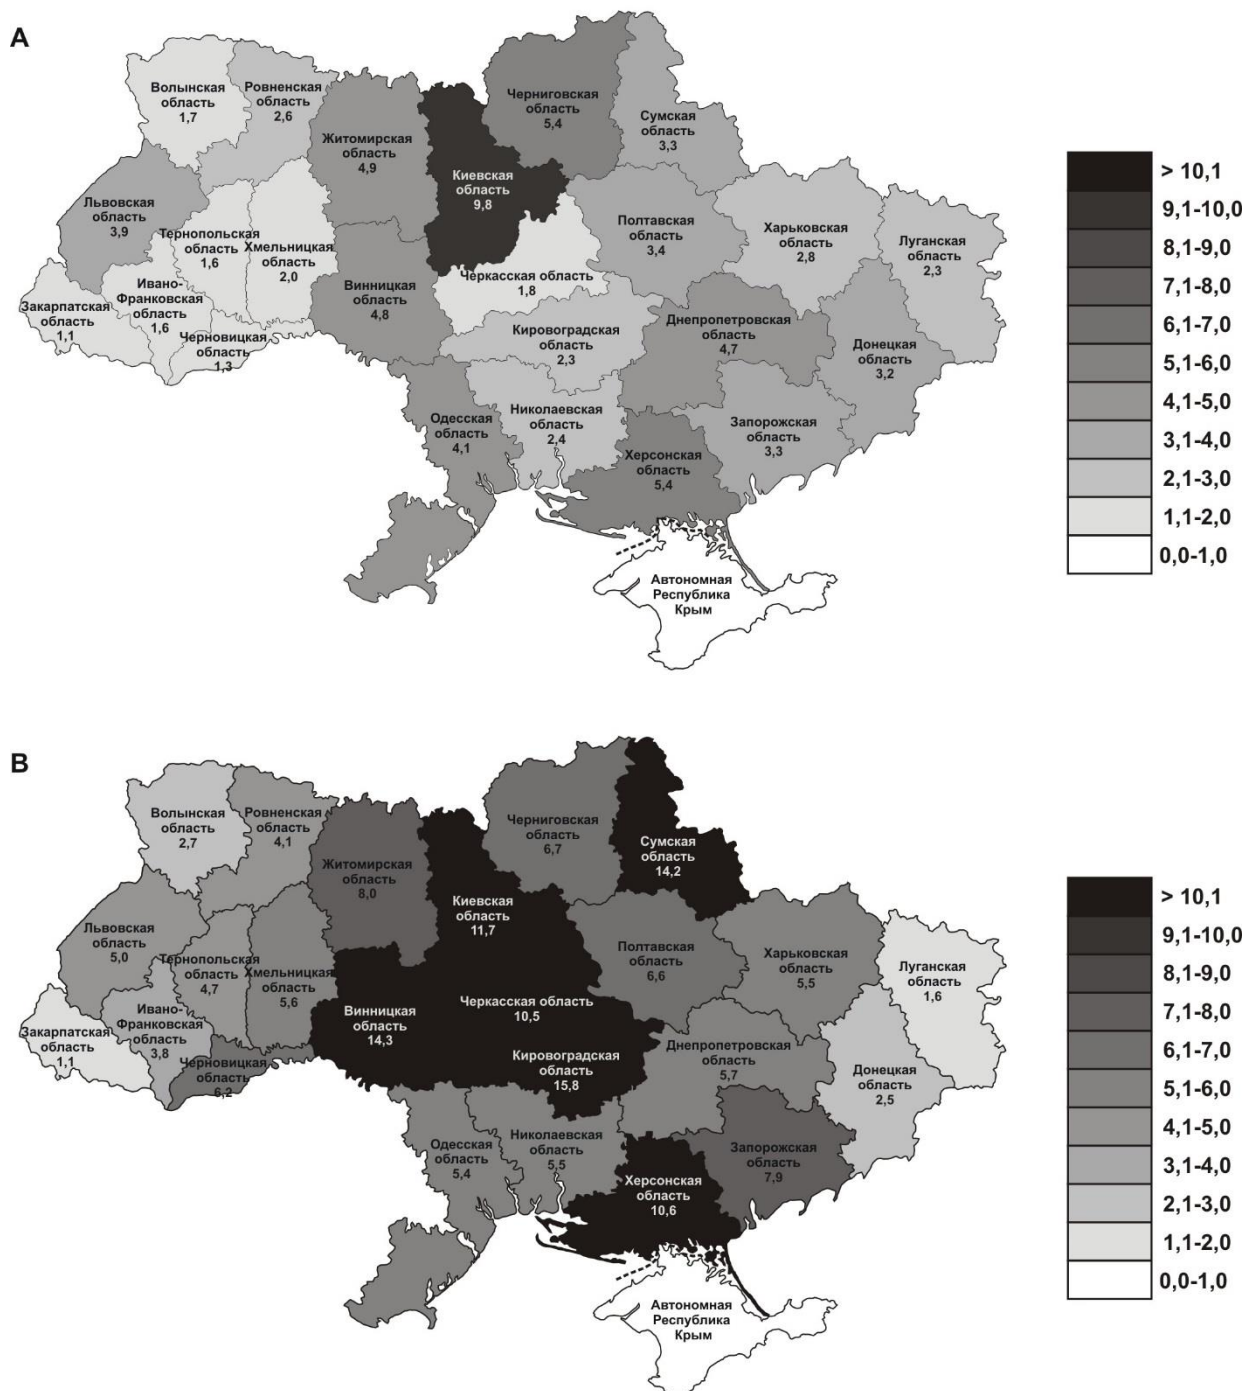 A
Волынская
область
1,7
Ровненская
область
2,6
Житомирская
область
4,9
Киевская
область
9,8
Черниговская
область
5,4
Сумская
область
3,3
Львовская
область
3,9
Тернопольская
область
1,6
Хмельницкая
область
2,0
Ивано-
Франковская
область
1,6
Закарпатская
область
1,1
Черновицкая
область
1,3
Винницкая
область
4,8
Черкасская область
1,8
Полтавская
область
3,4
Харьковская
область
2,8
Луганская
область
2,3
Кировоградская
область
2,3
Днепропетровская
область
4,7
Донецкая
область
3,2
Одесская
область
4,1
Николаевская
область
2,4
Херсонская
область
5,4
Запорожская
область
3,3
Автономная
Республика
Крым
> 10,1
9,1-10,0
8,1-9,0
7,1-8,0
6,1-7,0
5,1-6,0
4,1-5,0
3,1-4,0
2,1-3,0
1,1-2,0
0,0-1,0
B
Волынская
область
2,7
Ровненская
область
4,1
Житомирская
область
8,0
Киевская
область
11,7
Черниговская
область
6,7
Сумская
область
14,2
Львовская
область
5,0
Тернопольская
область
4,7
Хмельницкая
область
5,6
Ивано-
Франковская
область
3,8
Закарпатская
область
1,1
Черновицкая
область
6,2
Винницкая
область
14,3
Черкасская область
10,5
Полтавская
область
6,6
Харьковская
область
5,5
Луганская
область
1,6
Кировоградская
область
15,8
Днепропетровская
область
5,7
Донецкая
область
2,5
Одесская
область
5,4
Николаевская
область
5,5
Херсонская
область
10,6
Запорожская
область
7,9
Автономная
Республика
Крым
> 10,1
9,1-10,0
8,1-9,0
7,1-8,0
6,1-7,0
5,1-6,0
4,1-5,0
3,1-4,0
2,1-3,0
1,1-2,0
0,0-1,0